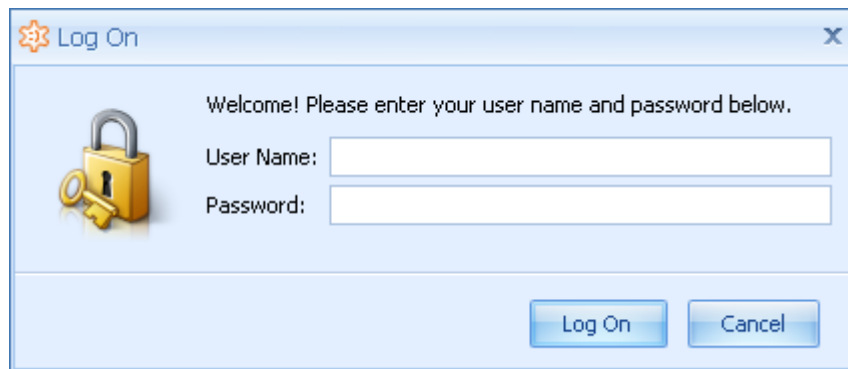 Log On
Welcome! Please enter your user name and password below.
User Name:
Password:
Log On Cancel